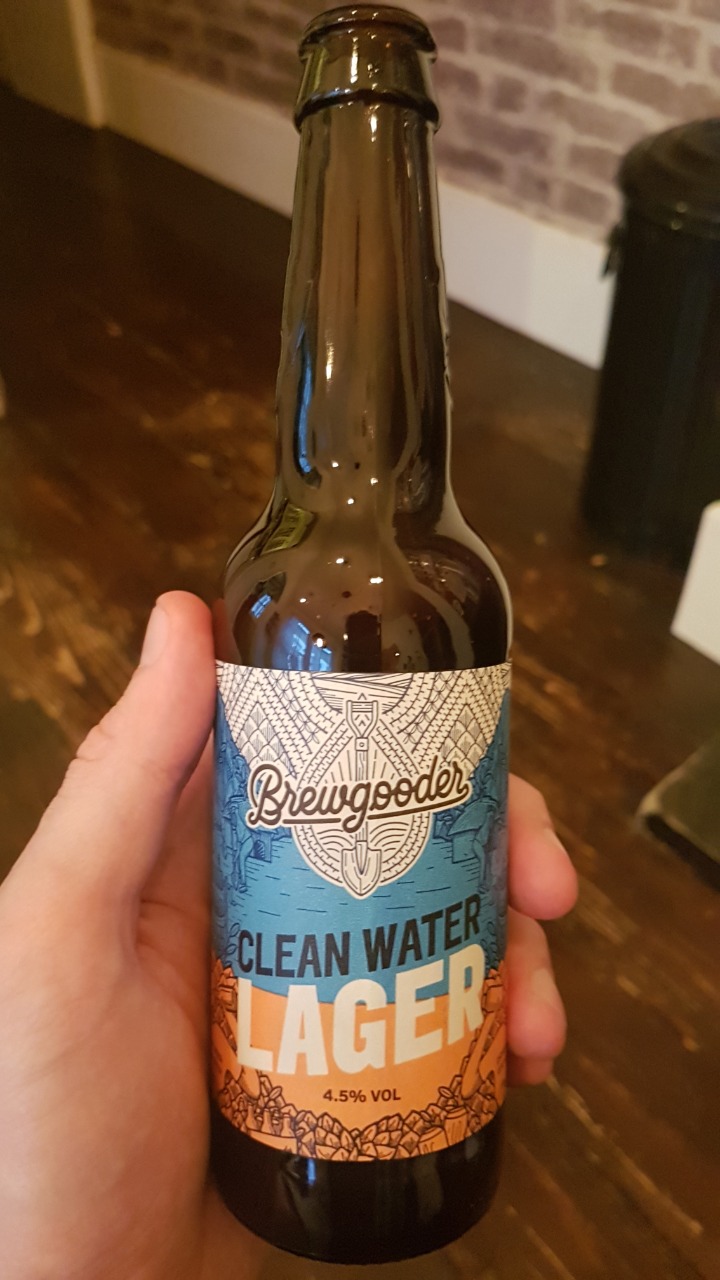 Brewgooder
CLEAN WATER
LAGER
4.5% VOL